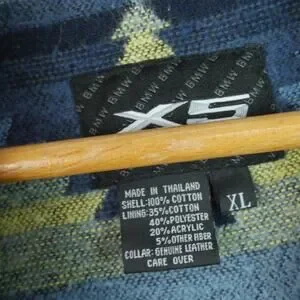 BMW BMW BMW BMW
X5
MADE IN THAILAND
SHELL:100% COTTON
LINING:35% COTTON
40% POLYESTER
20% ACRYLIC
5% OTHER FIBER
COLLAR: GENUINE LEATHER
CARE OVER
XL